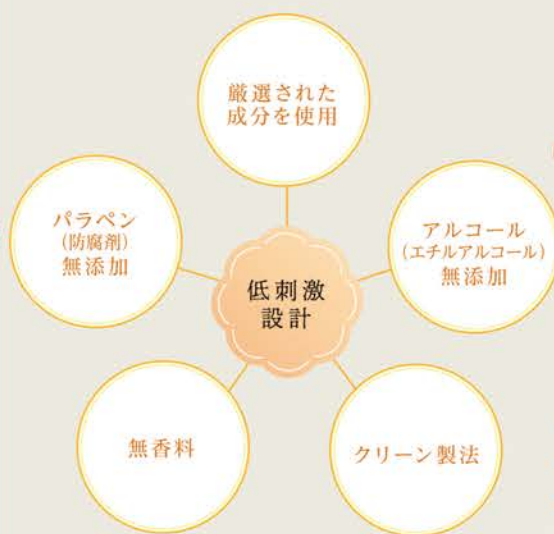 厳選された
成分を使用
パラベン
(防腐剤)
無添加
アルコール
(エチルアルコール)
無添加
低刺激
設計
無香料
クリーン製法